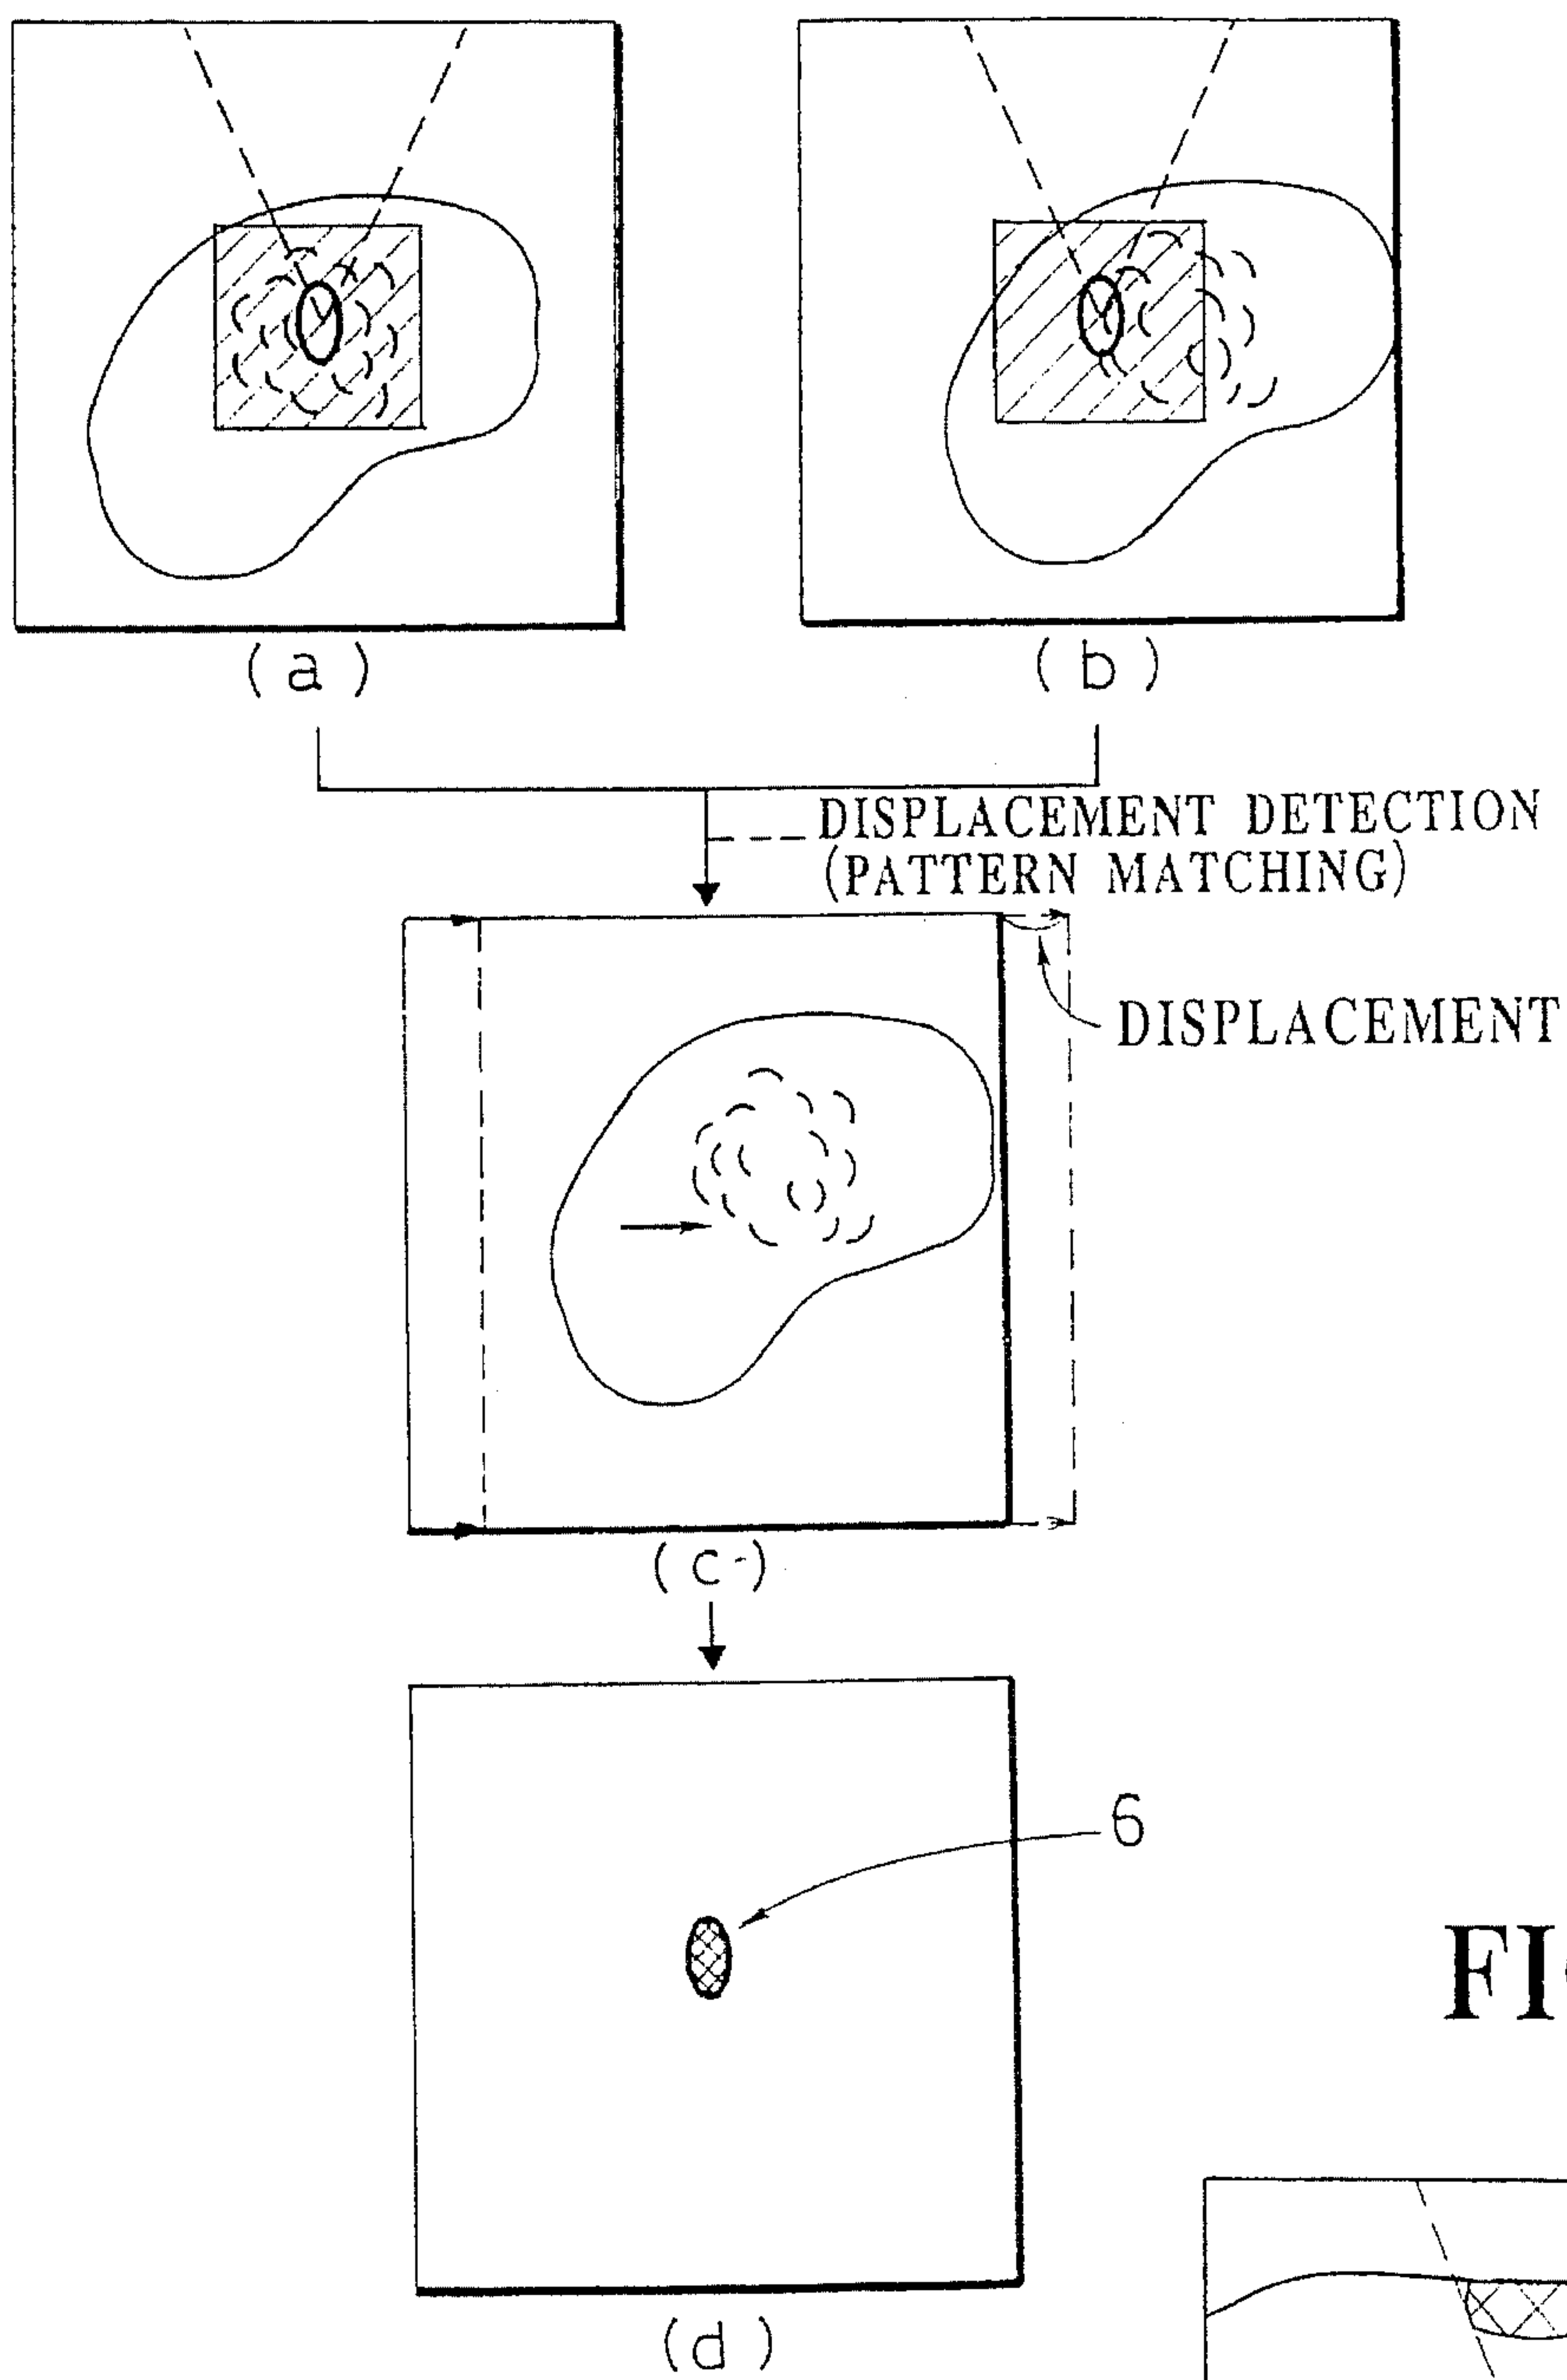 (a)
(b)
DISPLACEMENT DETECTION
(PATTERN MATCHING)
DISPLACEMENT
(c)
6
(d)